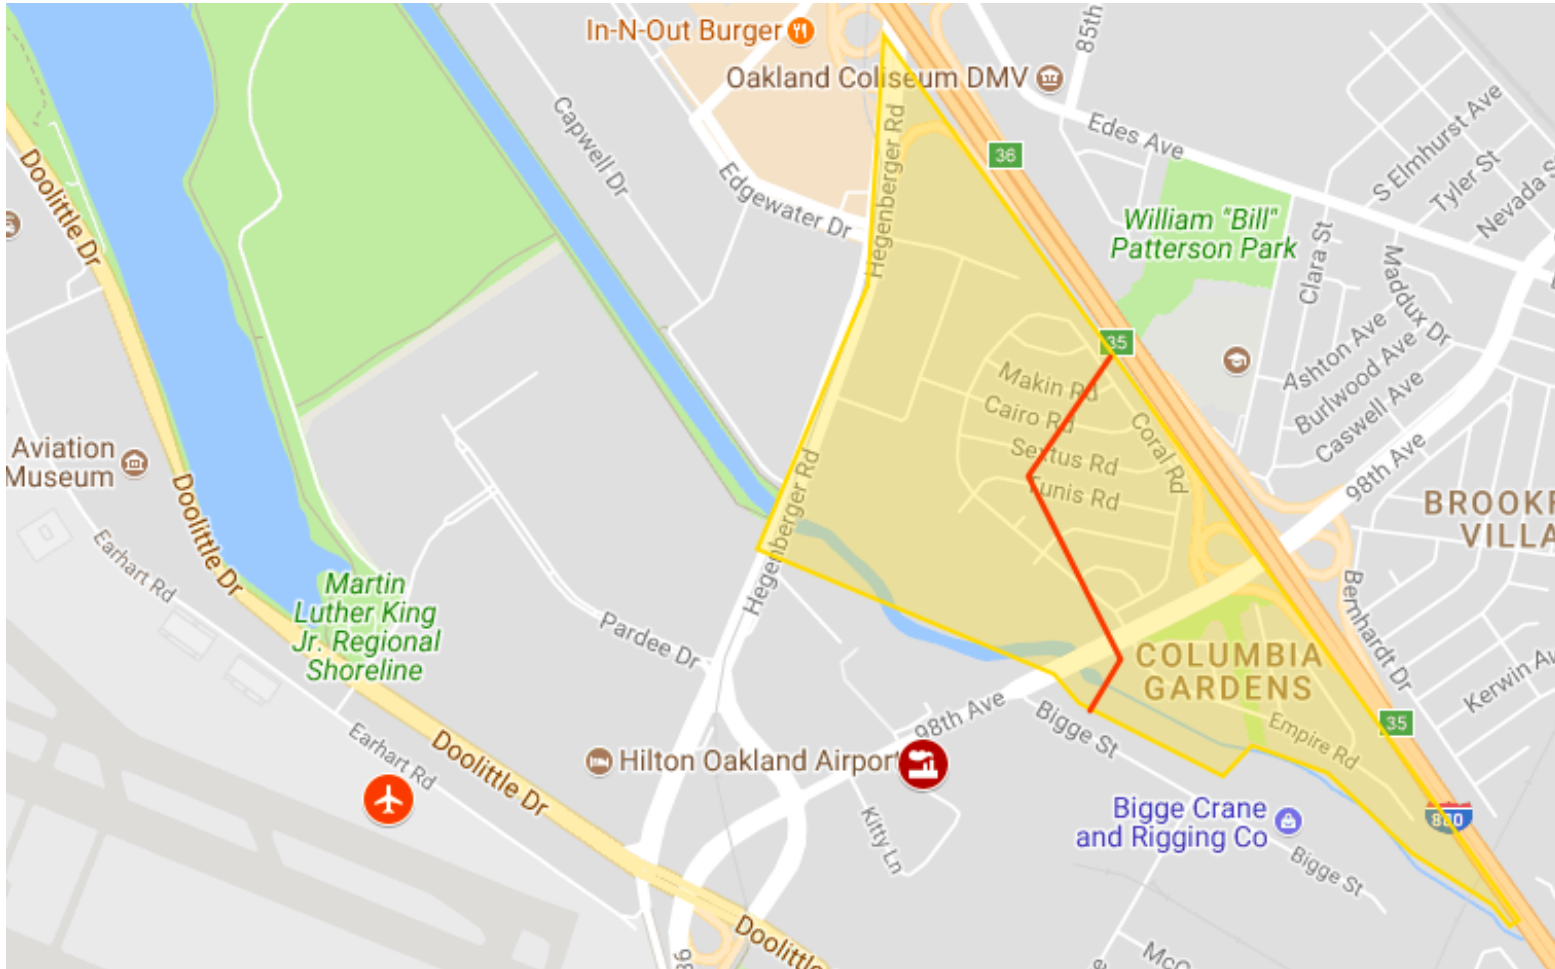 In-N-Out Burger
Oakland Coliseum DMV
85th
Capwell Dr
Hegenberger Rd
36
Edes Ave
S Elmhurst Ave
Tyler St
Nevada S
Doolittle Dr
Edgewater Dr
William "Bill"
Patterson Park
Clara St
Maddux Dr
35
Makin Rd
Cairo Rd
Sextus Rd
Tunis Rd
Coral Rd
Ashton Ave
Burlwood Ave
Caswell Ave
98th Ave
Aviation
Museum
Doolittle Dr
Hegenberger Rd
BROOKF
VILLA
Earhart Rd
Martin
Luther King
Jr. Regional
Shoreline
Pardee Dr
Bernhardt Dr
COLUMBIA
GARDENS
Kerwin Av
98th Ave
Bigge St
Empire Rd
35
Earhart Rd
Doolittle Dr
Hilton Oakland Airport
Kitty Ln
Bigge Crane
and Rigging Co
880
Bigge St
Doolittle
98
McC